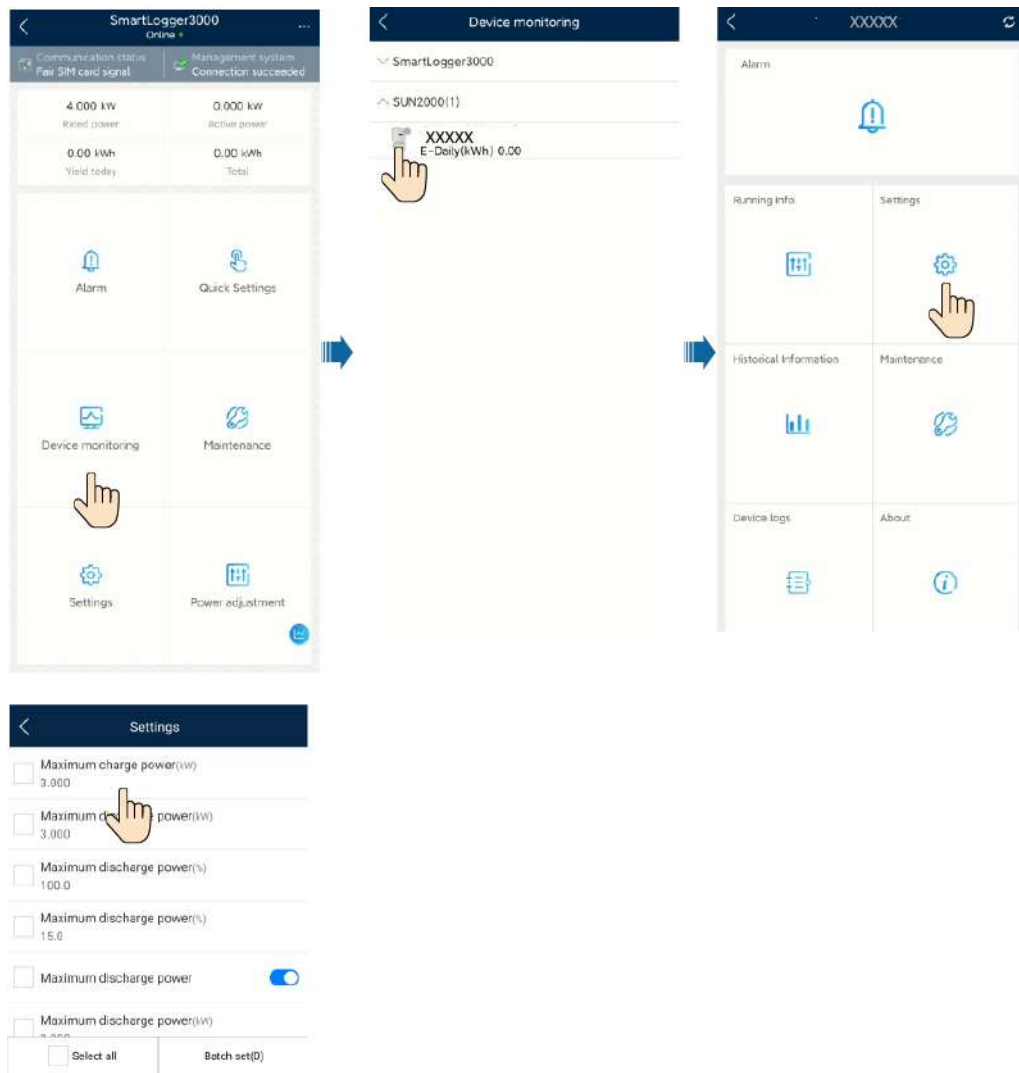 SmartLogger3000
Online
...
Communication status
Fair SIM card signal
Management system
Connection succeeded
4.000 kW
Rated power
0.000 kW
Active power
0.00 kWh
Yield today
0.00 kWh
Total
Alarm
Quick Settings
Device monitoring
Maintenance
Settings
Power adjustment
Device monitoring
SmartLogger3000
SUN2000(1)
XXXXX
E-Daily(kWh) 0.00
XXXXX
Alarm
Running Info
Settings
Historical Information
Maintenance
Device logs
About
Settings
Maximum charge power(kW)
3.000
Maximum power(kW)
3.000
Maximum discharge power(%)
100.0
Maximum discharge power(%)
15.0
Maximum discharge power
Maximum discharge power(kW)
Select all
Batch set(0)